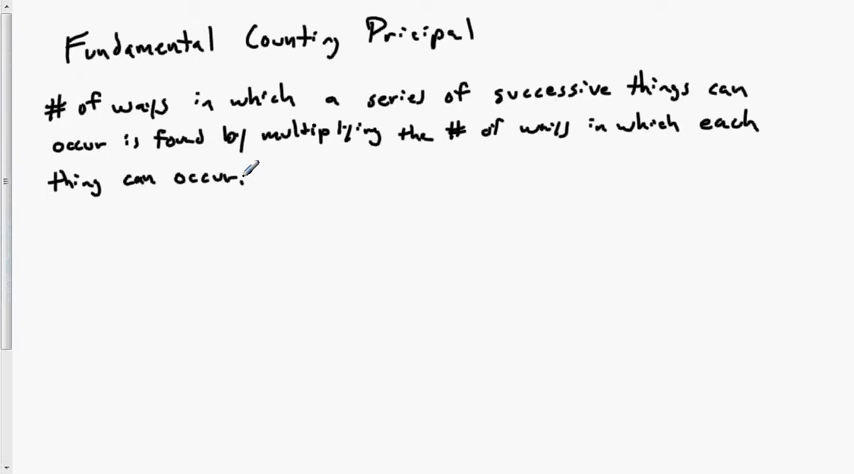 Fundamental Counting Pricipal
# of ways in which a series of successive things can
occur is found by multiplying the # of ways in which each
thing can occur.